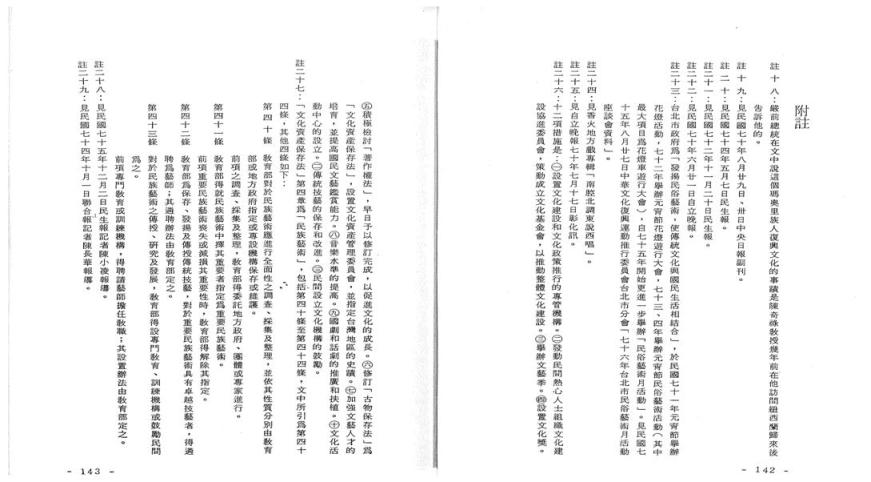 附註
註 十 八：嚴前總統在文中說這個瑪奧里族人復興文化的事績是陳奇祿教授幾年前在他訪問紐西蘭歸來後
告訴他的。
註 十 九：見民國七十年八月廿九日、卅日中央日報副刊。
註 二 十：見民國七十四年五月七日民生報。
註二十一：見民國七十二年十一月二十日民生報。
註二十二：見民國七十年六月廿一日自立晚報。
註二十三：台北市政府為「發揚民俗藝術，使傳統文化與國民生活相結合」，於民國七十一年元宵節舉辦
花燈活動，七十二年舉辦元宵節花燈遊行大會，七十三、四年舉辦元宵節民俗藝術活動（其中
最大項目為花燈車遊行大會），自七十五年開始更進一步舉辦「民俗藝術月活動」。見民國七
十五年八月廿七日中華文化復興運動推行委員會台北市分會「七十六年台北市民俗藝術月活動
座談會資料」。
註二十四：見香火地方戲專輯「南腔北調東說西唱」。
註二十五：見自立晚報七十年七月十七日彰化訊。
註二十六：十二項措施是：㊀設置文化建設和文化政策推行的專管機構。㊁發動民間熱心人士組織文化建
設協進委員會，策動成立文化基金會，以推動整體文化建設。㊂舉辦文藝季。㊃設置文化獎。
- 142 -
㊄積極檢討「著作權法」，早日予以修訂完成，以促進文化的成長。㊅修訂「古物保存法」為
「文化資產保存法」，設置文化資產管理委員會，並指定台灣地區的史蹟。㊆加強文藝人才的
培育，並提高國民文藝鑑賞能力。㊇音樂水準的提高。㊈國劇和話劇的推廣和扶植。㊉文化活
動中心的設立。㊁傳統技藝的保存和改進。㊂民間設立文化機構的鼓勵。
註二十七：「文化資產保存法」第四章為「民族藝術」，包括第四十條至第四十四條，文中所引為第四十
四條，其他四條如下：
第四 十條 教育部對於民族藝術應進行全面性之調查、採集及整理，並依其性質分別由教育
部或地方政府指定或專設機構保存或維護。
前項之調查、採集及整理，教育部得委託地方政府、團體或專家進行。
第四十一條 教育部得就民族藝術中擇其重要者指定為重要民族藝術。
前項重要民族藝術喪失或減損其重要性時，教育部得解除其指定。
第四十二條 教育部為保存、發揚及傳授傳統技藝，對於重要民族藝術具有卓越技藝者，得遴
聘為藝師；其遴聘辦法由教育部定之。
第四十三條 對於民族藝術之傳授、研究及發展，教育部得設專門教育、訓練機構或鼓勵民間
為之。
前項專門教育或訓練機構，得聘請藝師擔任教職；其設置辦法由教育部定之。
註二十八：見民國七十五年十二月二日民生報記者陳小凌報導。
註二十九：見民國七十四年十月一日聯合報記者陳長華報導。
- 143 -